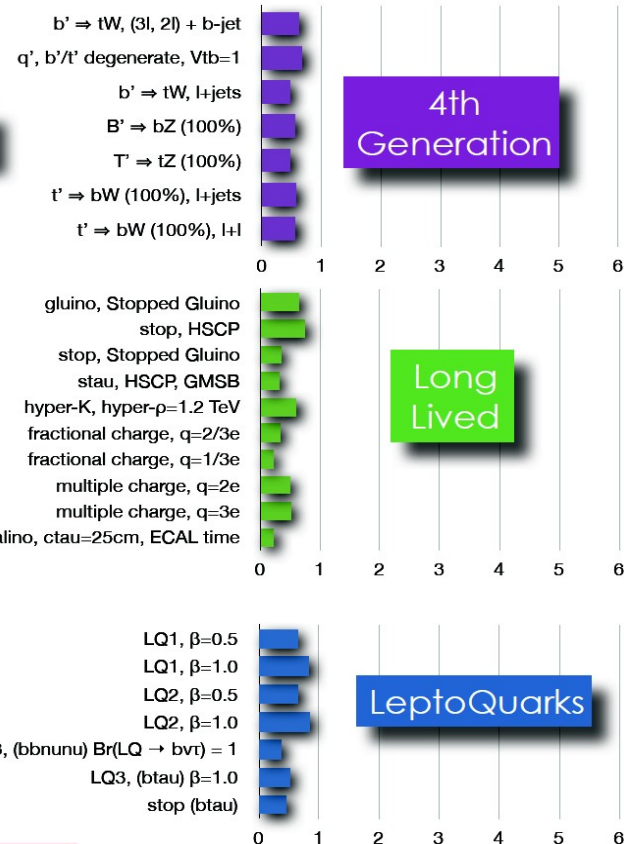 b' ⇒ tW, (3l, 2l) + b-jet
q', b'/t' degenerate, Vtb=1
b' ⇒ tW, l+jets
B' ⇒ bZ (100%)
T' ⇒ tZ (100%)
t' ⇒ bW (100%), l+jets
t' ⇒ bW (100%), l+l
4th
Generation
0 1 2 3 4 5 6
gluino, Stopped Gluino
stop, HSCP
stop, Stopped Gluino
stau, HSCP, GMSB
hyper-K, hyper-ρ=1.2 TeV
fractional charge, q=2/3e
fractional charge, q=1/3e
multiple charge, q=2e
multiple charge, q=3e
alino, ctau=25cm, ECAL time
Long
Lived
0 1 2 3 4 5 6
LQ1, β=0.5
LQ1, β=1.0
LQ2, β=0.5
LQ2, β=1.0
, (bbnunu) Br(LQ → bντ) = 1
LQ3, (btau) β=1.0
stop (btau)
LeptoQuarks
0 1 2 3 4 5 6